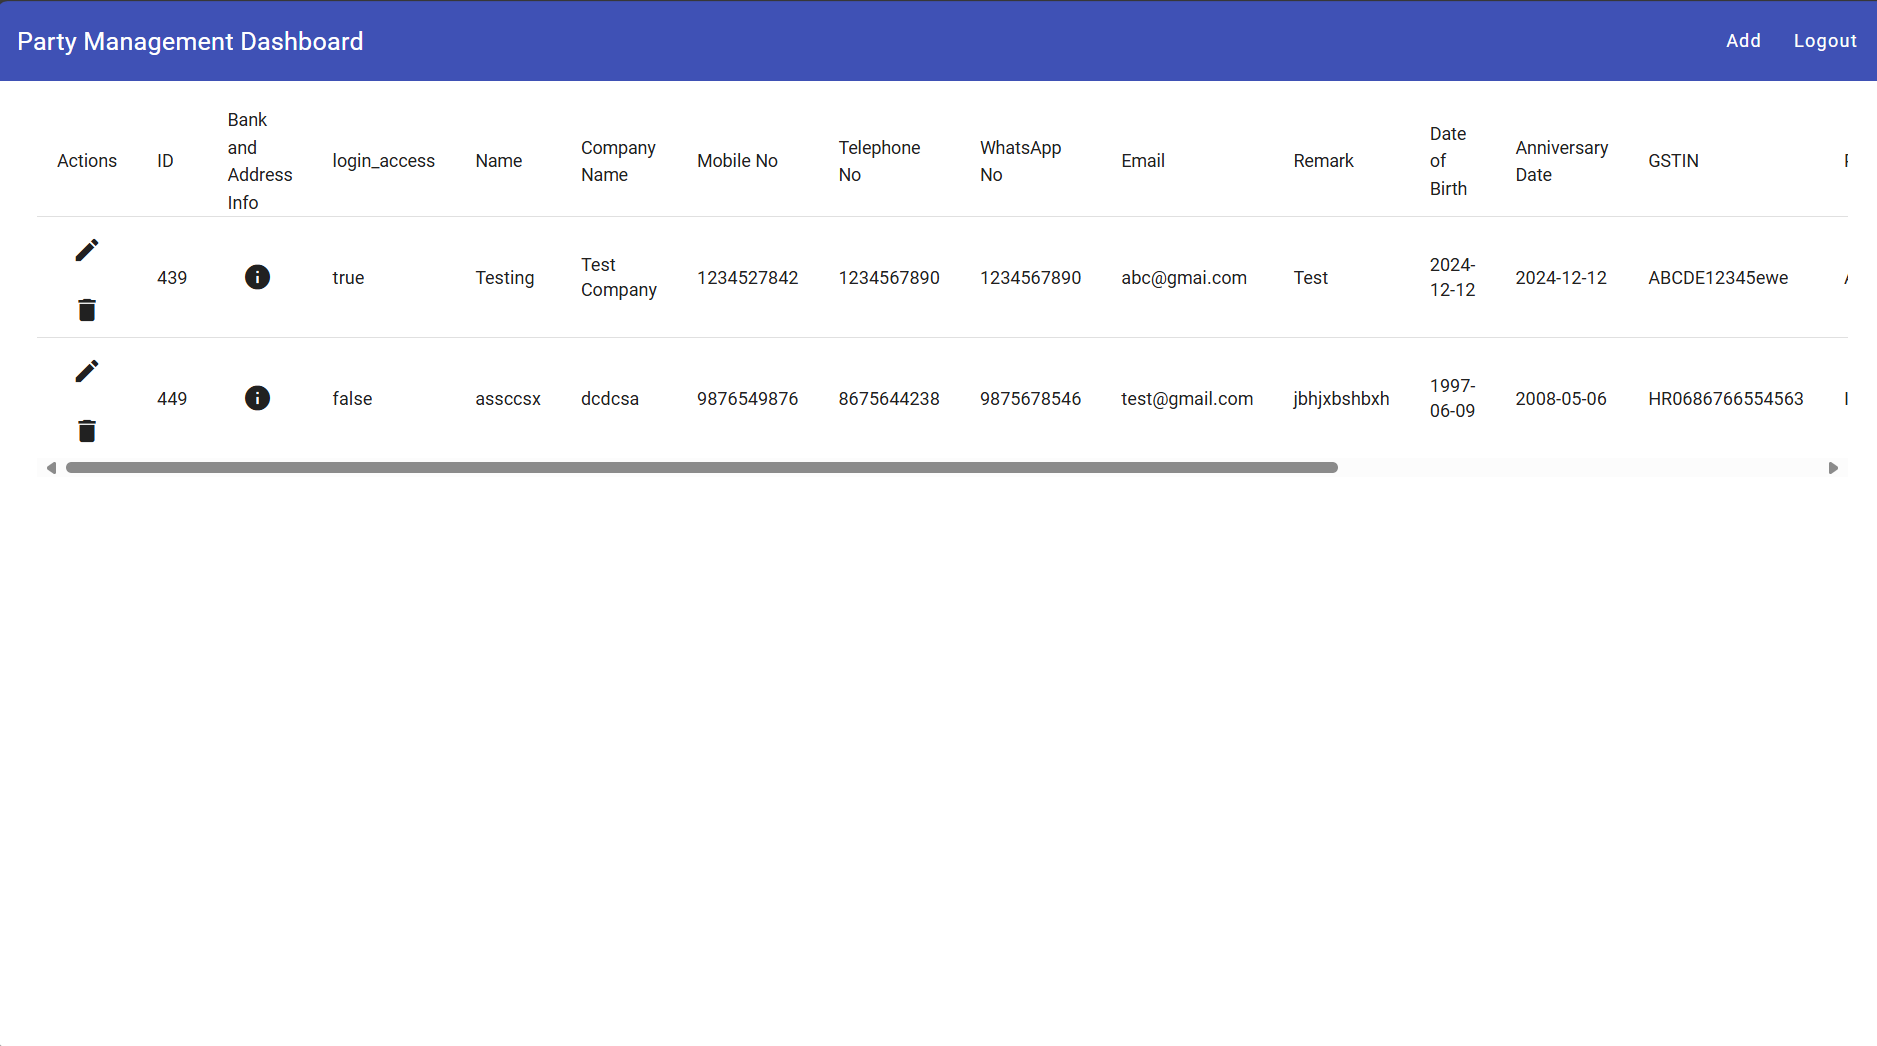 Party Management Dashboard
Add Logout
Actions ID Bank and Address Info login_access Name Company Name Mobile No Telephone No WhatsApp No Email Remark Date of Birth Anniversary Date GSTIN
439 true Testing Test Company 1234527842 1234567890 1234567890 abc@gmai.com Test 2024-12-12 2024-12-12 ABCDE12345ewe
449 false assccsx dcdcsa 9876549876 8675644238 9875678546 test@gmail.com jbhjxbshbxh 1997-06-09 2008-05-06 HR0686766554563